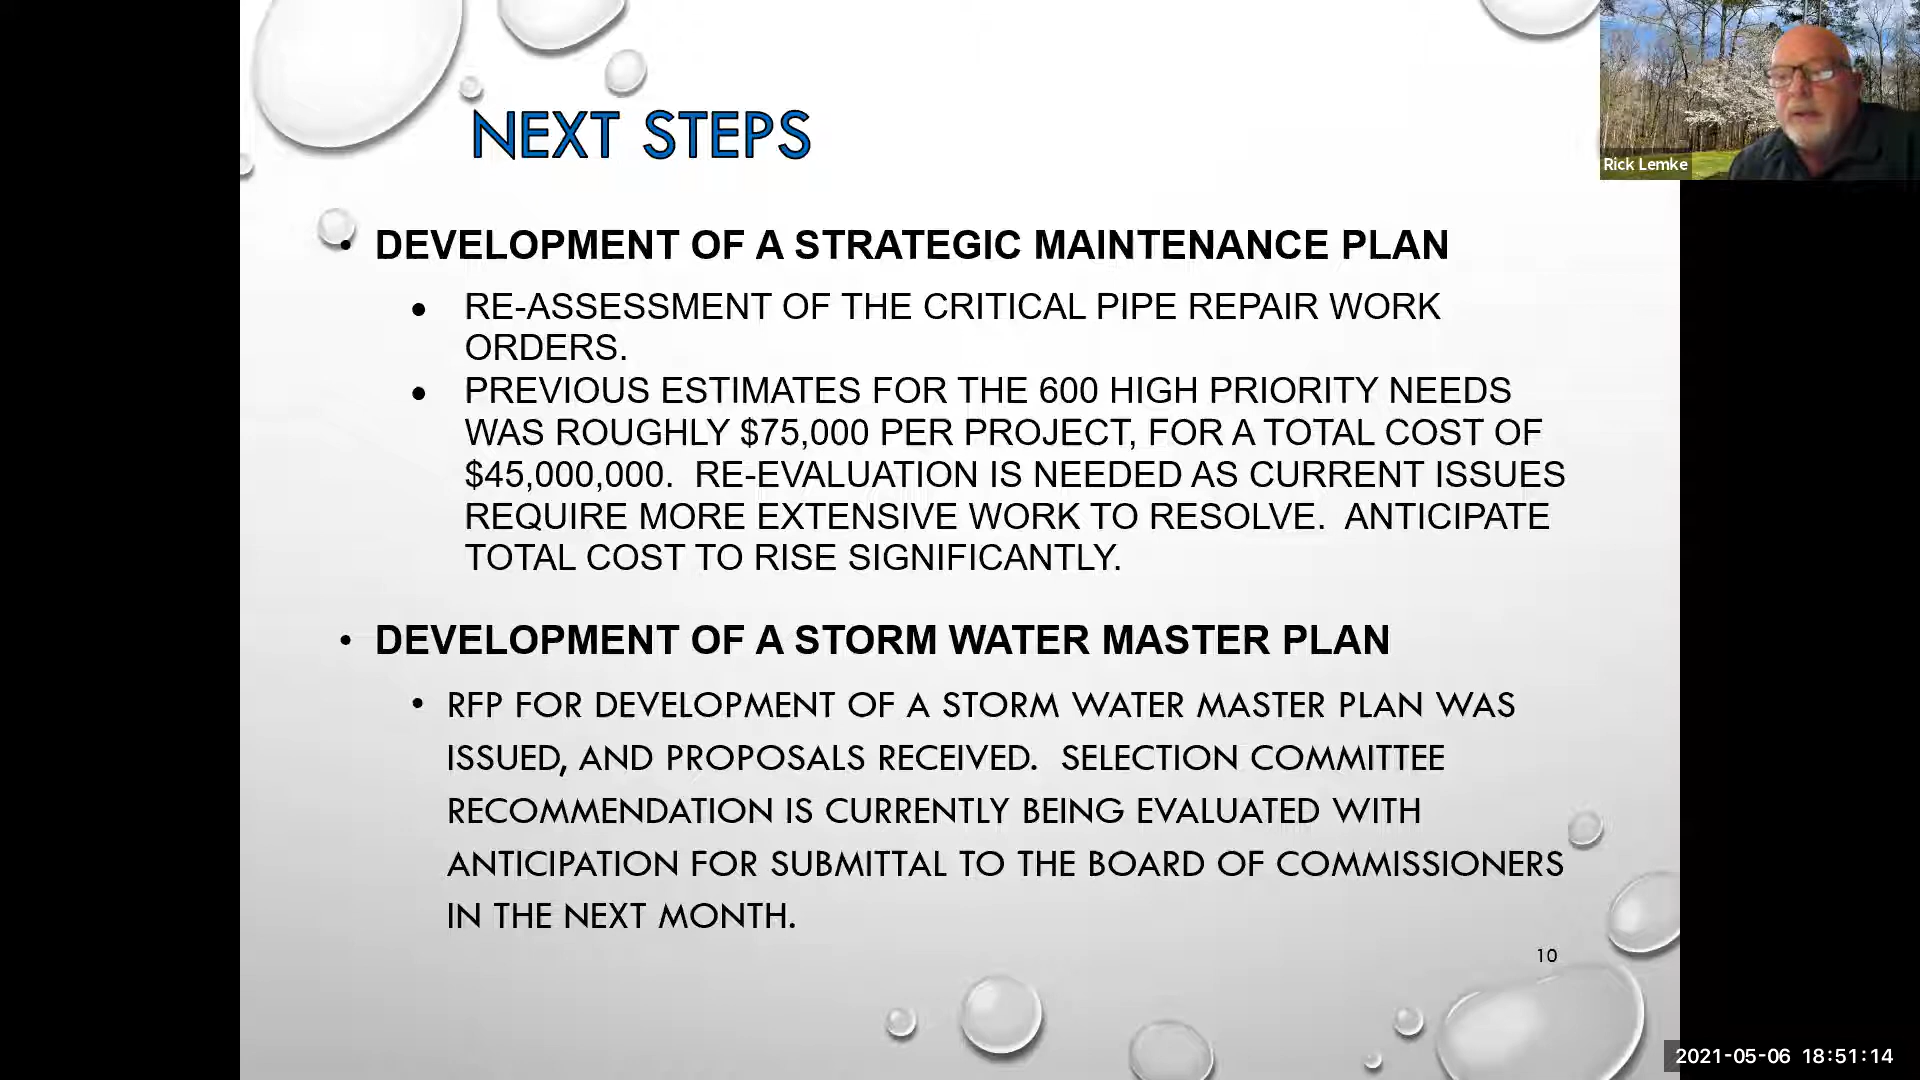 NEXT STEPS
Rick Lemke
• DEVELOPMENT OF A STRATEGIC MAINTENANCE PLAN
• RE-ASSESSMENT OF THE CRITICAL PIPE REPAIR WORK
ORDERS.
• PREVIOUS ESTIMATES FOR THE 600 HIGH PRIORITY NEEDS
WAS ROUGHLY $75,000 PER PROJECT, FOR A TOTAL COST OF
$45,000,000.  RE-EVALUATION IS NEEDED AS CURRENT ISSUES
REQUIRE MORE EXTENSIVE WORK TO RESOLVE.  ANTICIPATE
TOTAL COST TO RISE SIGNIFICANTLY.
• DEVELOPMENT OF A STORM WATER MASTER PLAN
• RFP FOR DEVELOPMENT OF A STORM WATER MASTER PLAN WAS
ISSUED, AND PROPOSALS RECEIVED.  SELECTION COMMITTEE
RECOMMENDATION IS CURRENTLY BEING EVALUATED WITH
ANTICIPATION FOR SUBMITTAL TO THE BOARD OF COMMISSIONERS
IN THE NEXT MONTH.
10
2021-05-06 18:51:14